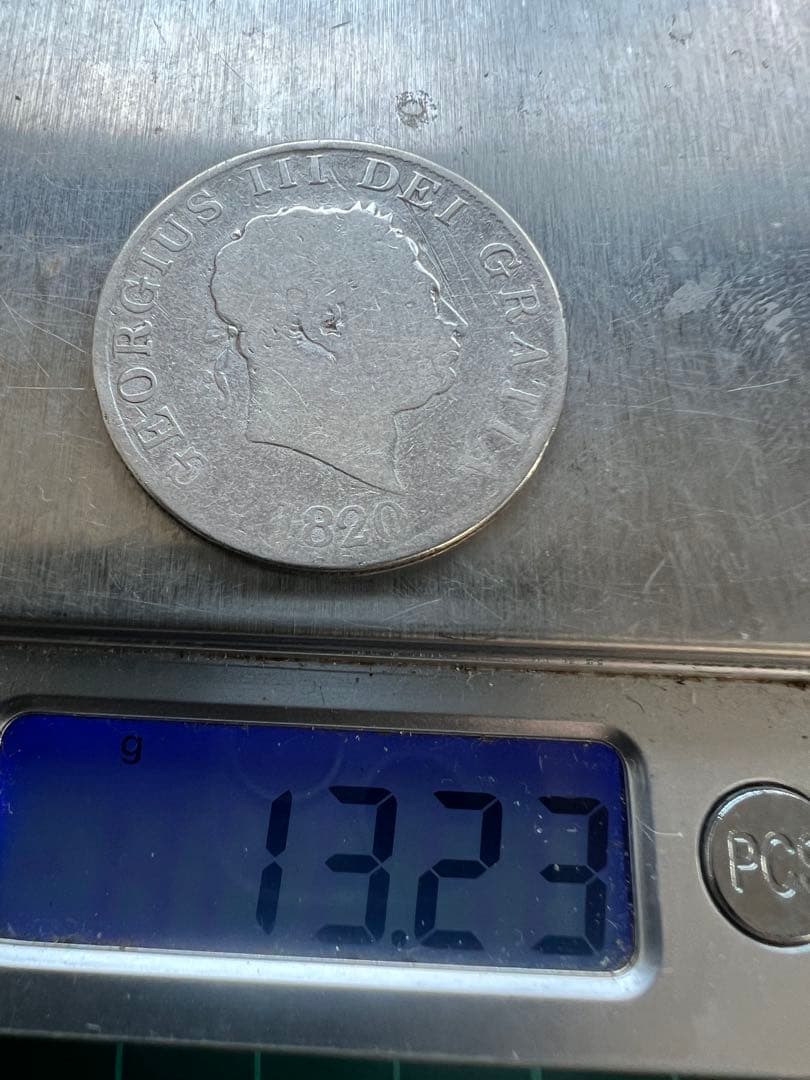 GEORGIUS III DEI GRATIA
1820
g
13.23
PCS